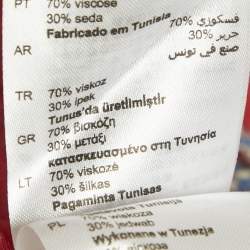 PT 70% viscose
30% seda
Fabricado em Tunisia
AR فسكوزي %70
حرير %30
صنع في تونس
TR 70% viskoz
30% ipek
Tunus'da üretilmiştir
GR 70% βισκόζη
30% μετάξι
κατασκευασμένο στη Τυνησία
LT 70% viskozė
30% šilkas
Pagaminta Tunisas
Tunezja
PL 70% wiskoza
30% jedwab
Wykonane w Tunezja